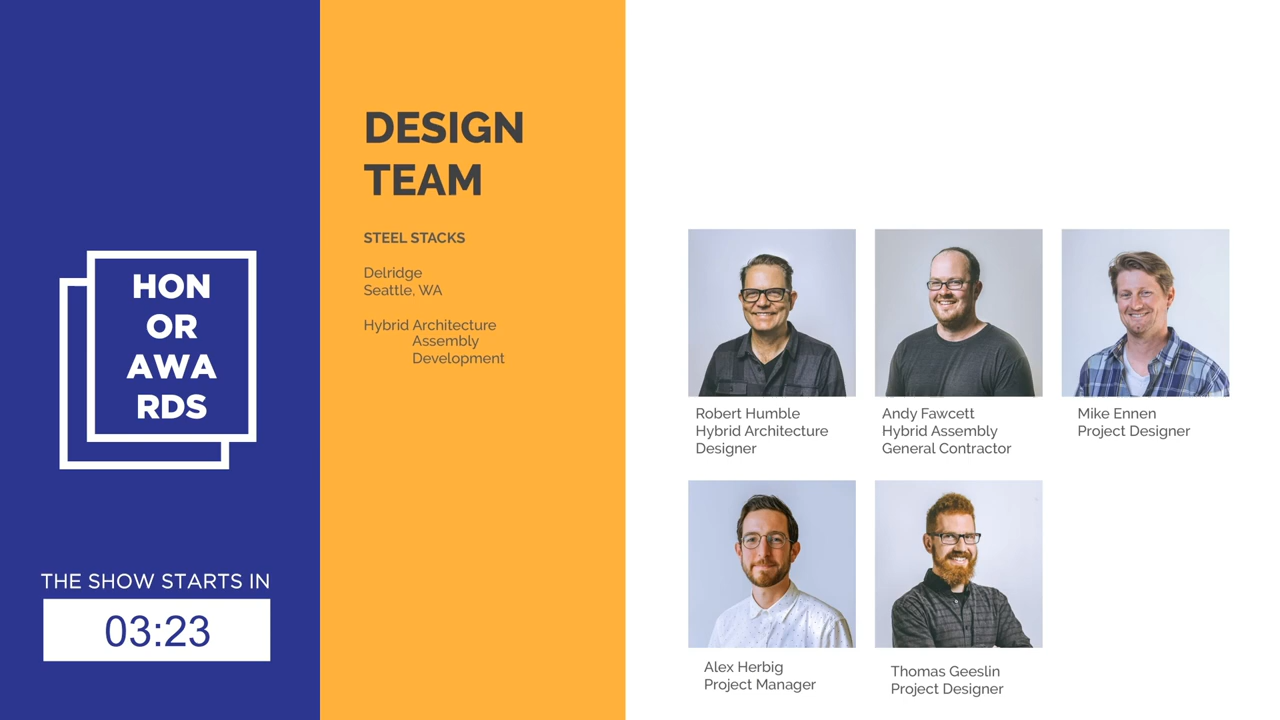 HON
OR
AWA
RDS
THE SHOW STARTS IN
03:23
DESIGN
TEAM
STEEL STACKS
Delridge
Seattle, WA
Hybrid Architecture
Assembly
Development
Robert Humble
Hybrid Architecture
Designer
Andy Fawcett
Hybrid Assembly
General Contractor
Mike Ennen
Project Designer
Alex Herbig
Project Manager
Thomas Geeslin
Project Designer